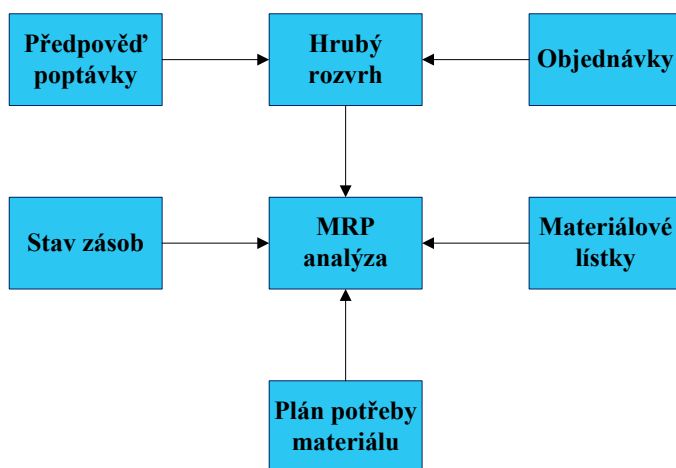 Předpověď
poptávky
Hrubý
rozvrh
Objednávky
Stav zásob
MRP
analýza
Materiálové
lístky
Plán potřeby
materiálu